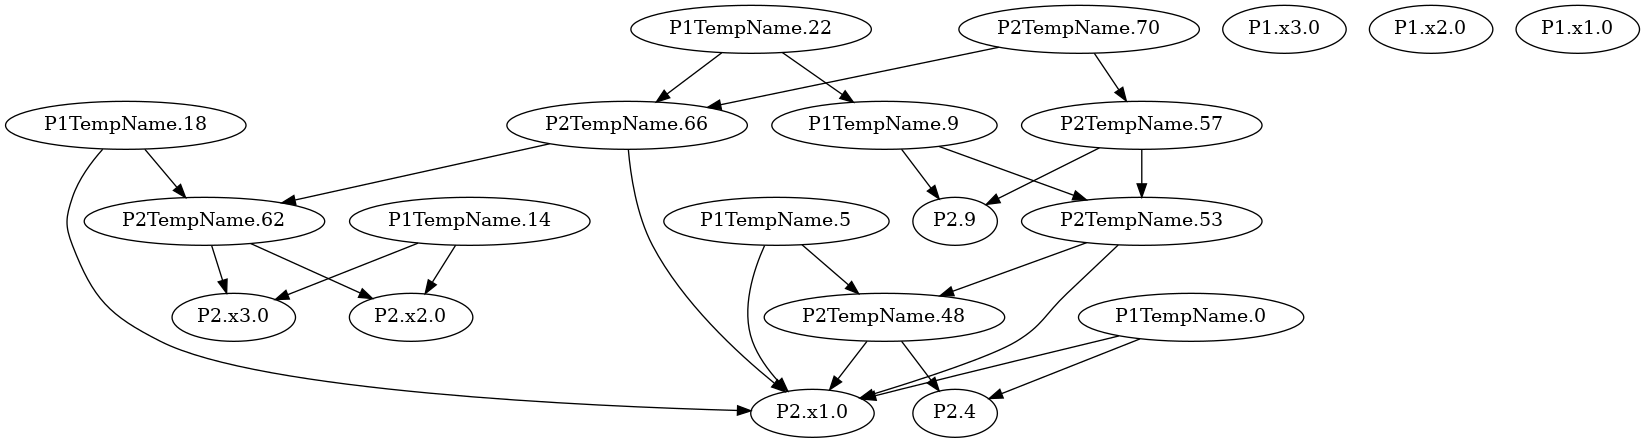 P1TempName.22
P2TempName.70
P1.x3.0
P1.x2.0
P1.x1.0
P1TempName.18
P2TempName.66
P1TempName.9
P2TempName.57
P2TempName.62
P1TempName.14
P1TempName.5
P2.9
P2TempName.53
P2.x3.0
P2.x2.0
P2TempName.48
P1TempName.0
P2.x1.0
P2.4